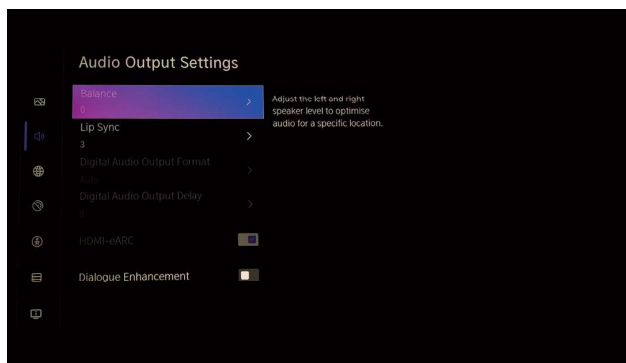 Audio Output Settings
Balance
0
Adjust the left and right
speaker level to optimise
audio for a specific location.
Lip Sync
3
Digital Audio Output Format
Auto
Digital Audio Output Delay
HDMI-eARC
Dialogue Enhancement